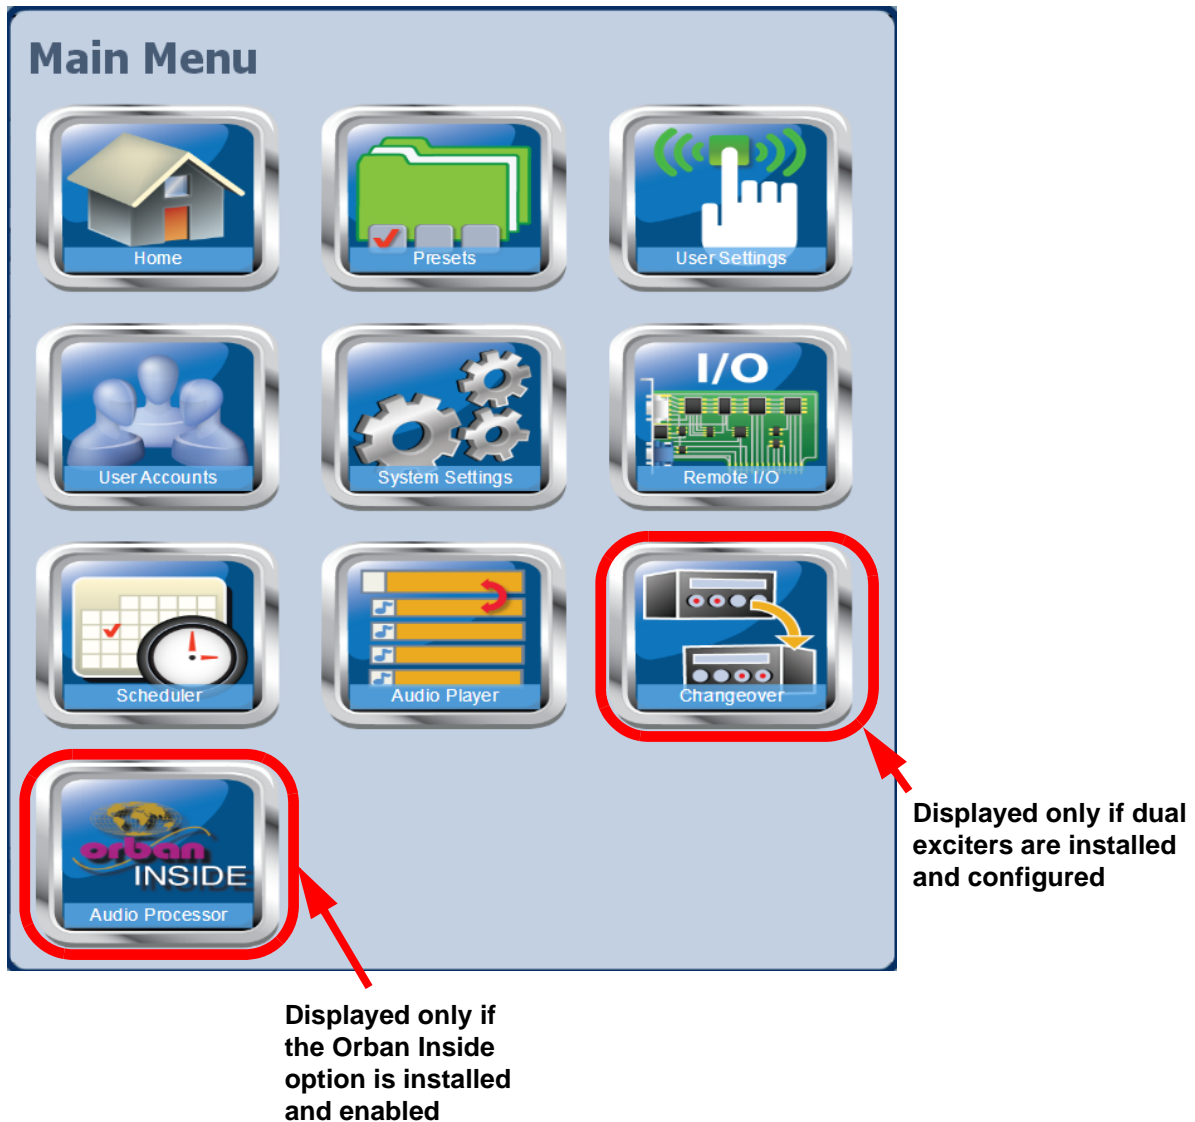 Main Menu
Home
Presets
User Settings
User Accounts
System Settings
I/O
Remote I/O
Scheduler
Audio Player
Changeover
orban
INSIDE
Audio Processor
Displayed only if dual
exciters are installed
and configured
Displayed only if
the Orban Inside
option is installed
and enabled